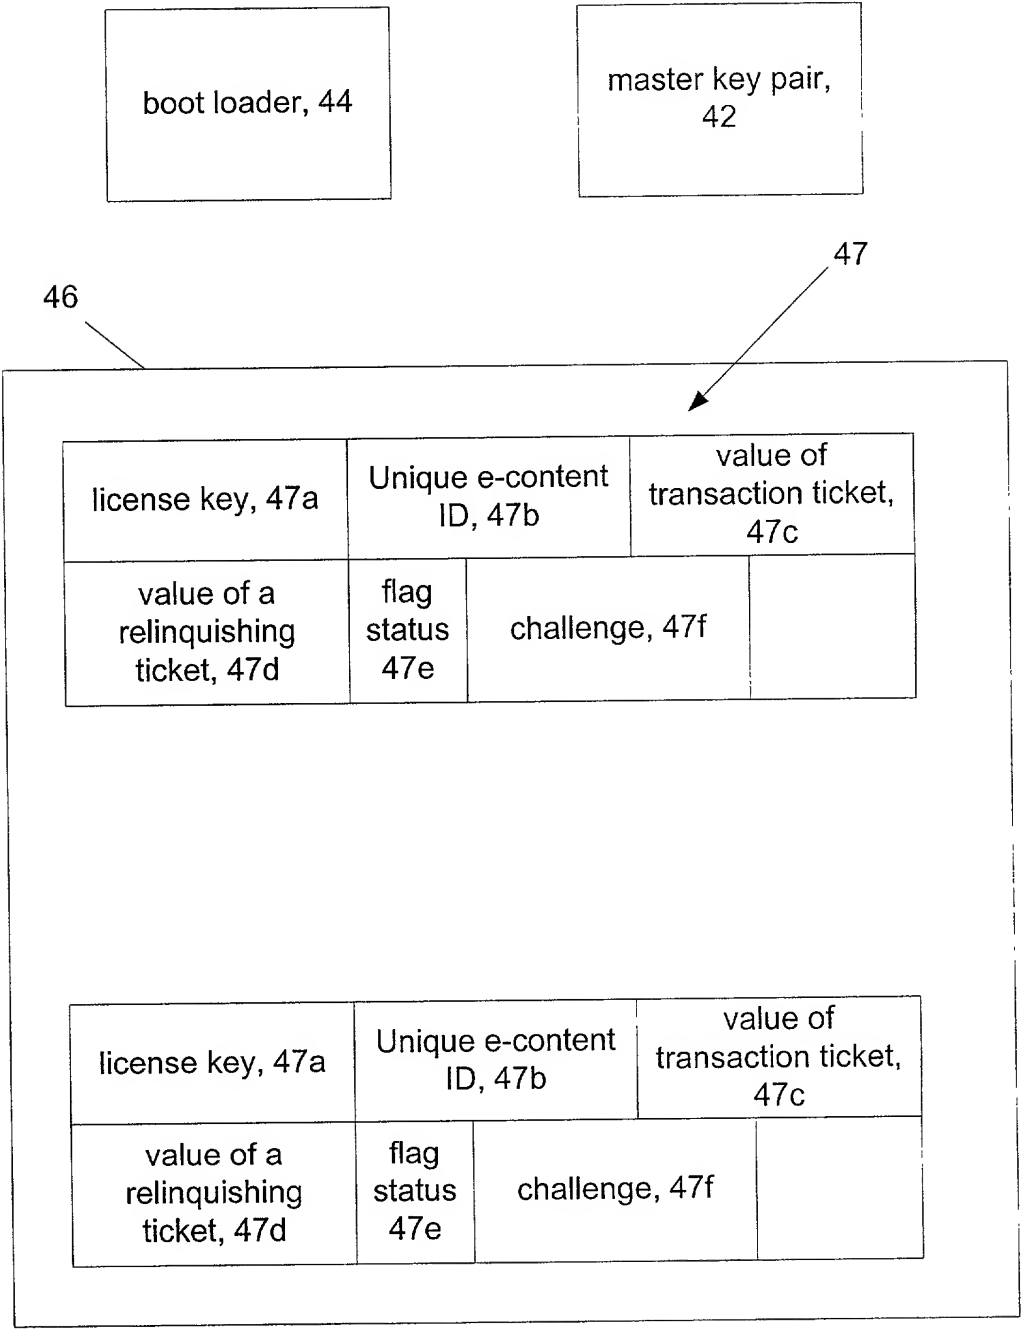 boot loader, 44
master key pair,
42
47
46
license key, 47a
Unique e-content
ID, 47b
value of
transaction ticket,
47c
value of a
relinquishing
ticket, 47d
flag
status
47e
challenge, 47f
license key, 47a
Unique e-content
ID, 47b
value of
transaction ticket,
47c
value of a
relinquishing
ticket, 47d
flag
status
47e
challenge, 47f